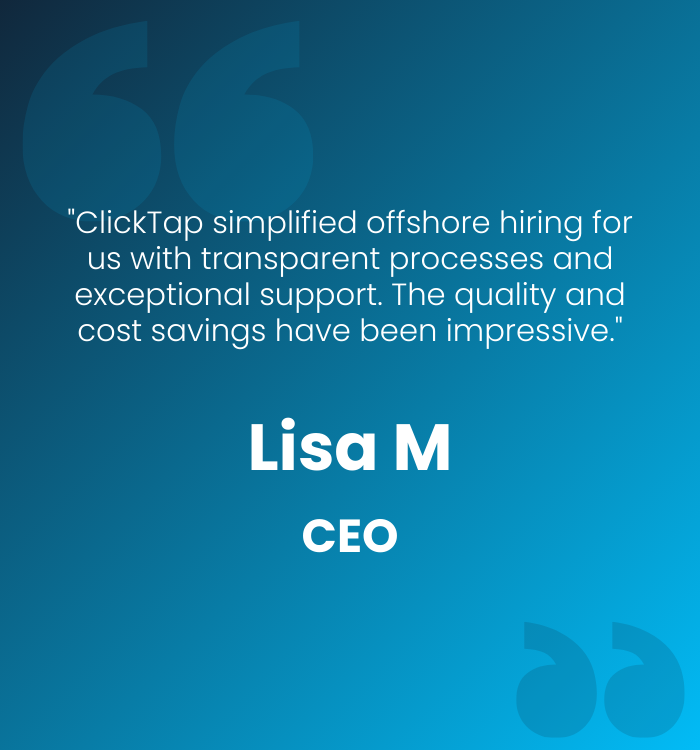 "ClickTap simplified offshore hiring for
us with transparent processes and
exceptional support. The quality and
cost savings have been impressive."
Lisa M
CEO